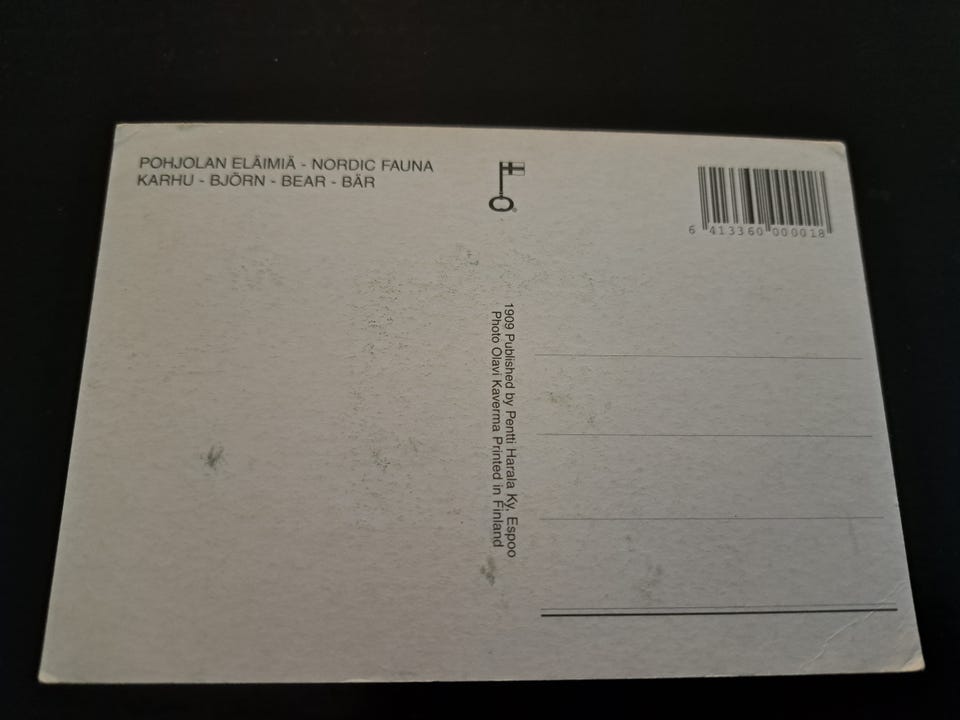 POHJOLAN ELÄIMIÄ - NORDIC FAUNA
KARHU - BJÖRN - BEAR - BÄR
6 413360 000018
1909 Published by Pentti Harala Ky, Espoo
Photo Olavi Kaverma Printed in Finland